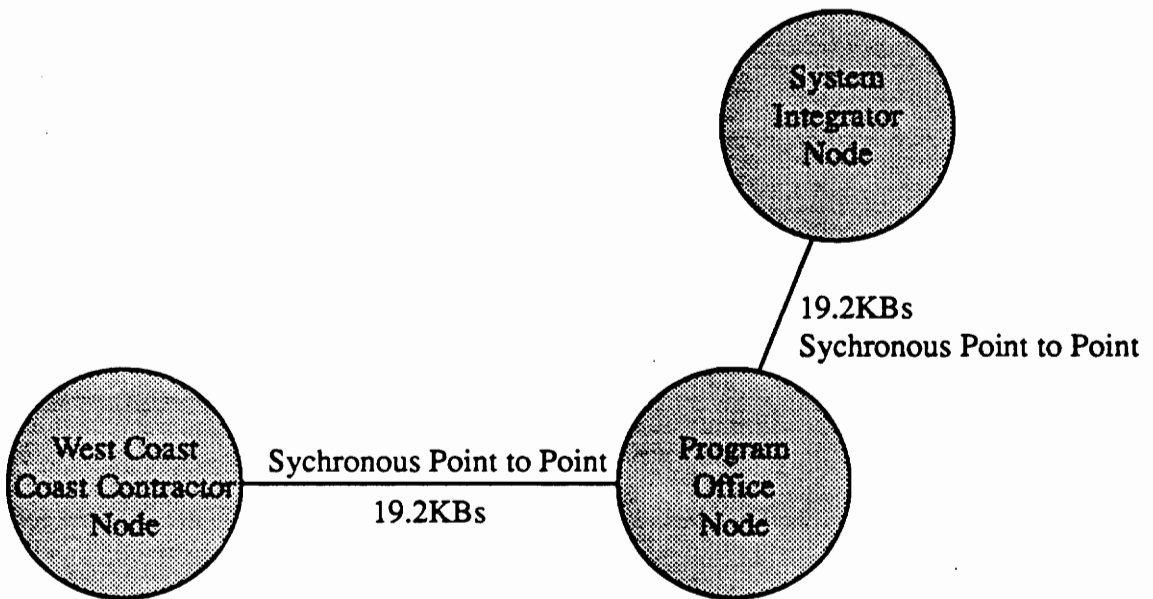 System
Integrator
Node
19.2KBs
Sychronous Point to Point
West Coast
Coast Contractor
Node
Sychronous Point to Point
19.2KBs
Program
Office
Node